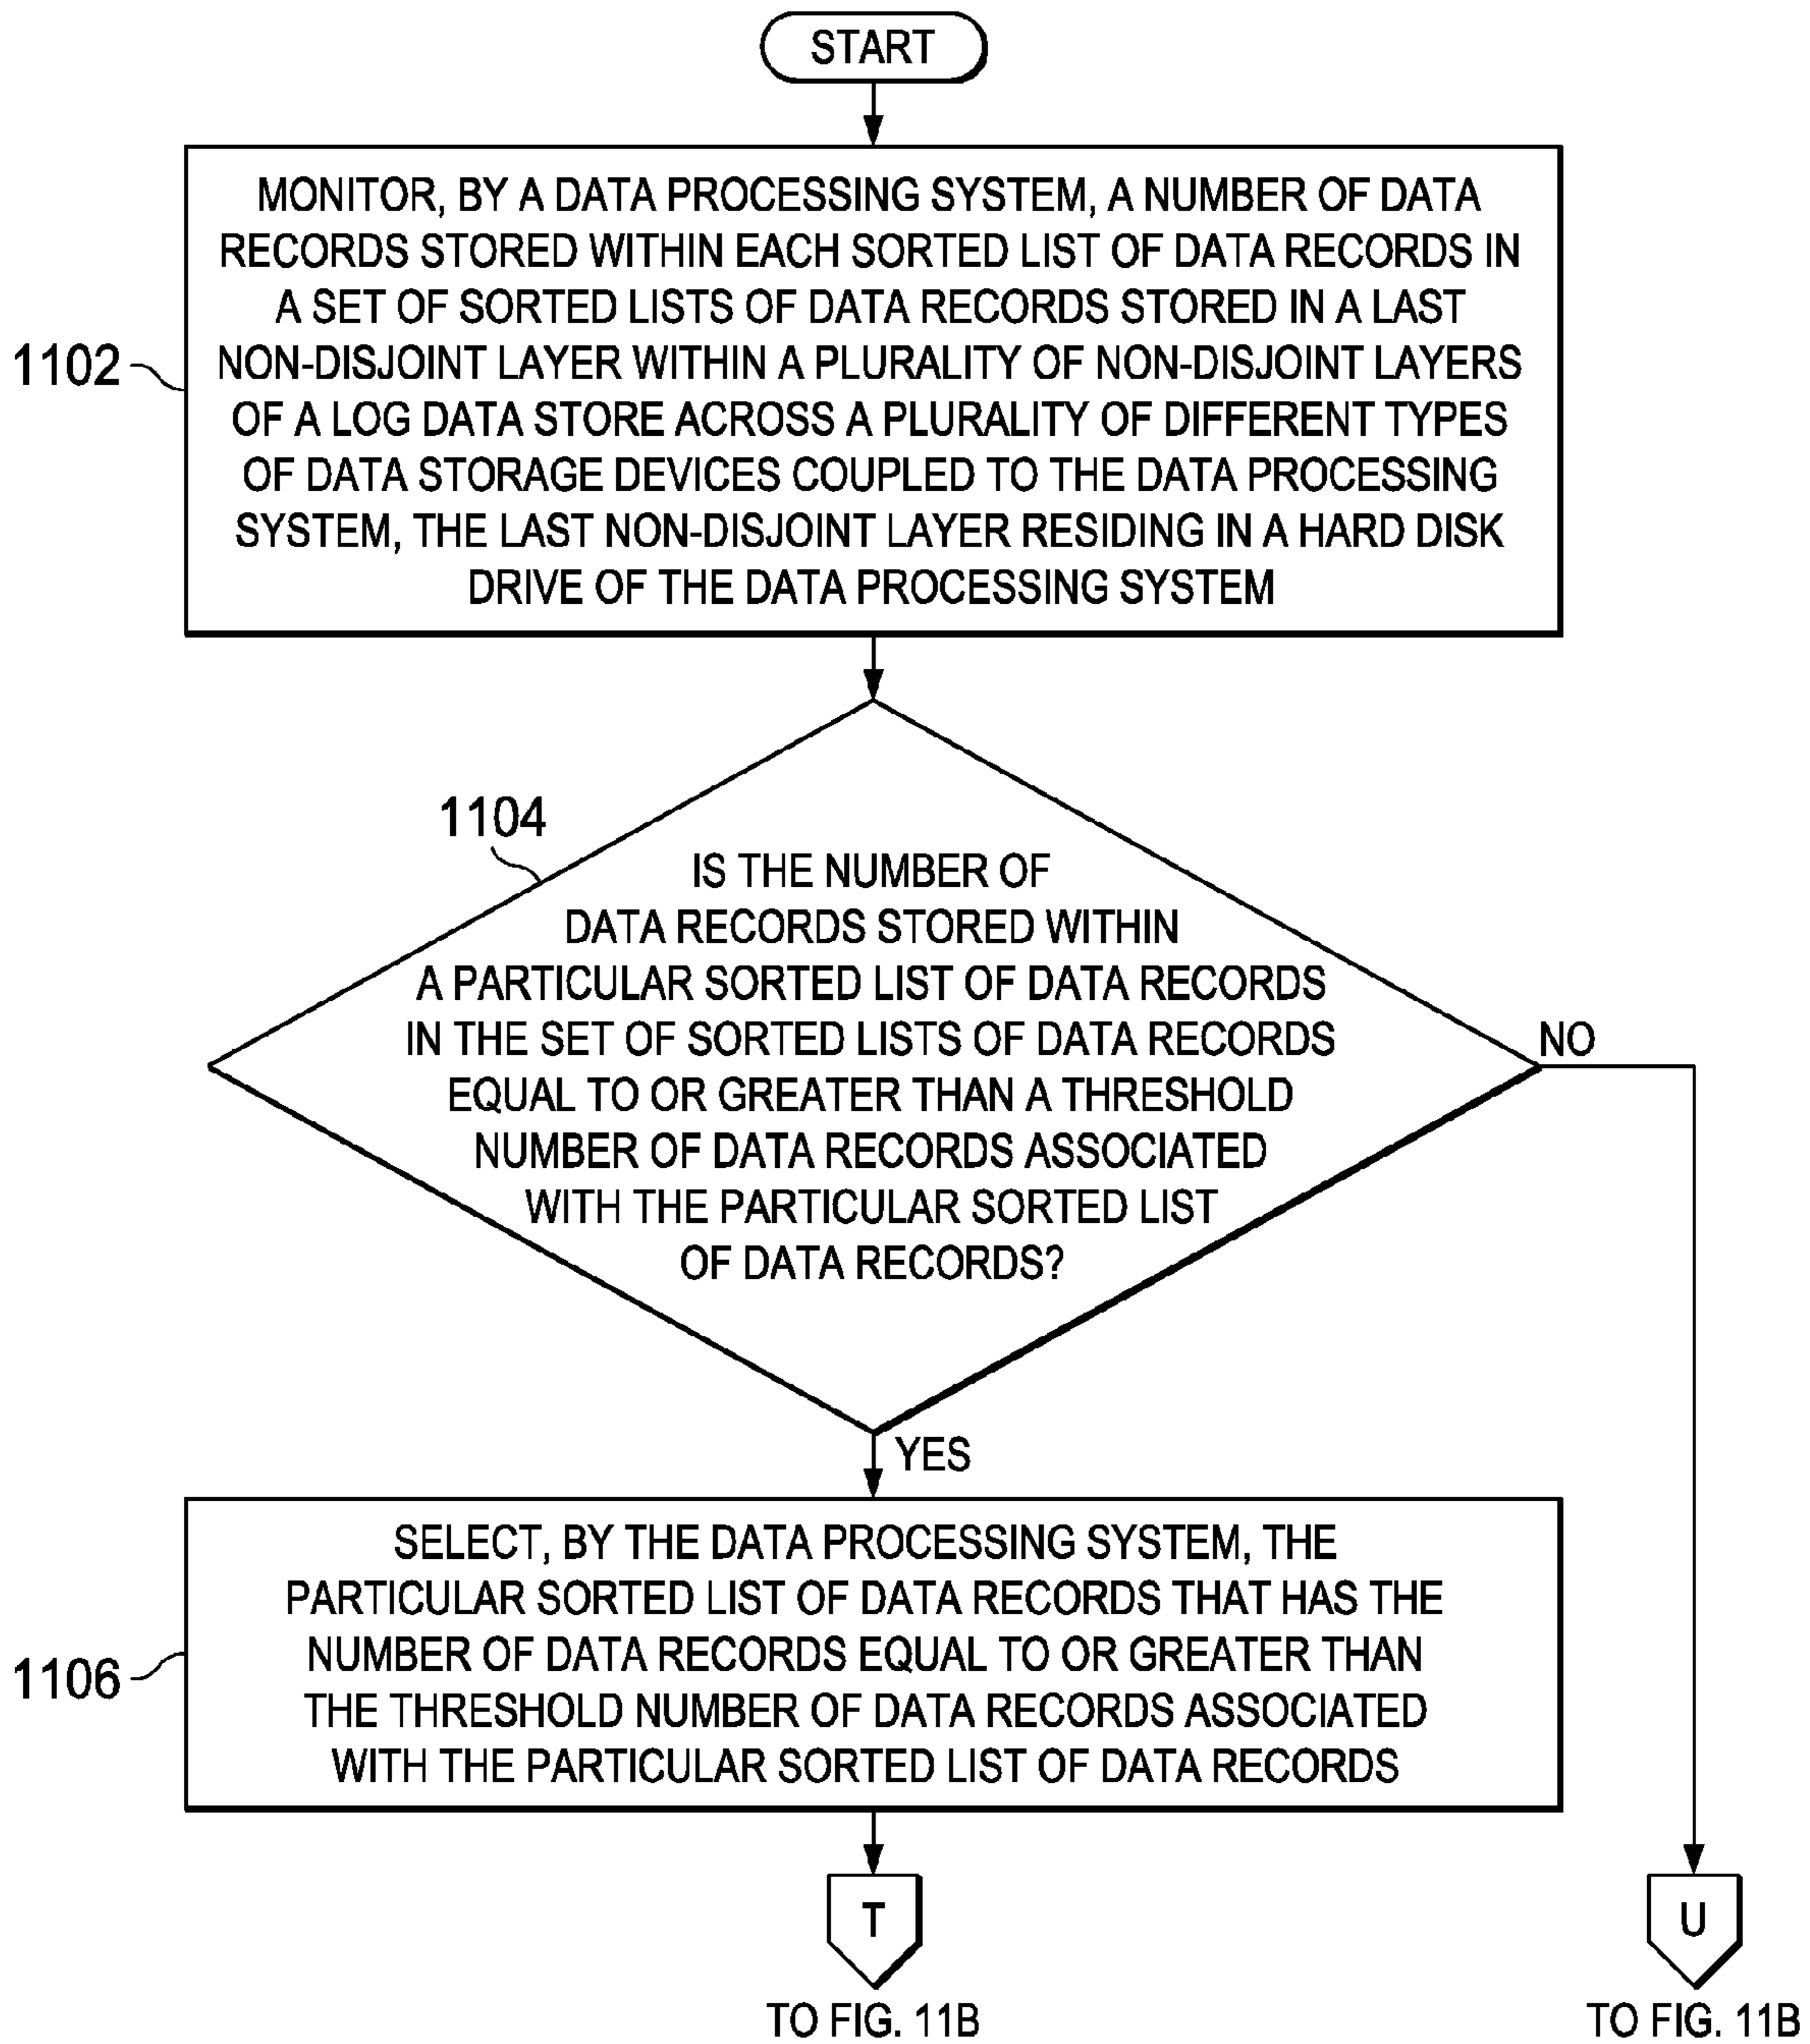 START
MONITOR, BY A DATA PROCESSING SYSTEM, A NUMBER OF DATA
RECORDS STORED WITHIN EACH SORTED LIST OF DATA RECORDS IN
A SET OF SORTED LISTS OF DATA RECORDS STORED IN A LAST
NON-DISJOINT LAYER WITHIN A PLURALITY OF NON-DISJOINT LAYERS
OF A LOG DATA STORE ACROSS A PLURALITY OF DIFFERENT TYPES
OF DATA STORAGE DEVICES COUPLED TO THE DATA PROCESSING
SYSTEM, THE LAST NON-DISJOINT LAYER RESIDING IN A HARD DISK
DRIVE OF THE DATA PROCESSING SYSTEM
1102
1104
IS THE NUMBER OF
DATA RECORDS STORED WITHIN
A PARTICULAR SORTED LIST OF DATA RECORDS
IN THE SET OF SORTED LISTS OF DATA RECORDS
EQUAL TO OR GREATER THAN A THRESHOLD
NUMBER OF DATA RECORDS ASSOCIATED
WITH THE PARTICULAR SORTED LIST
OF DATA RECORDS?
NO
YES
SELECT, BY THE DATA PROCESSING SYSTEM, THE
PARTICULAR SORTED LIST OF DATA RECORDS THAT HAS THE
NUMBER OF DATA RECORDS EQUAL TO OR GREATER THAN
THE THRESHOLD NUMBER OF DATA RECORDS ASSOCIATED
WITH THE PARTICULAR SORTED LIST OF DATA RECORDS
1106
T
U
TO FIG. 11B
TO FIG. 11B